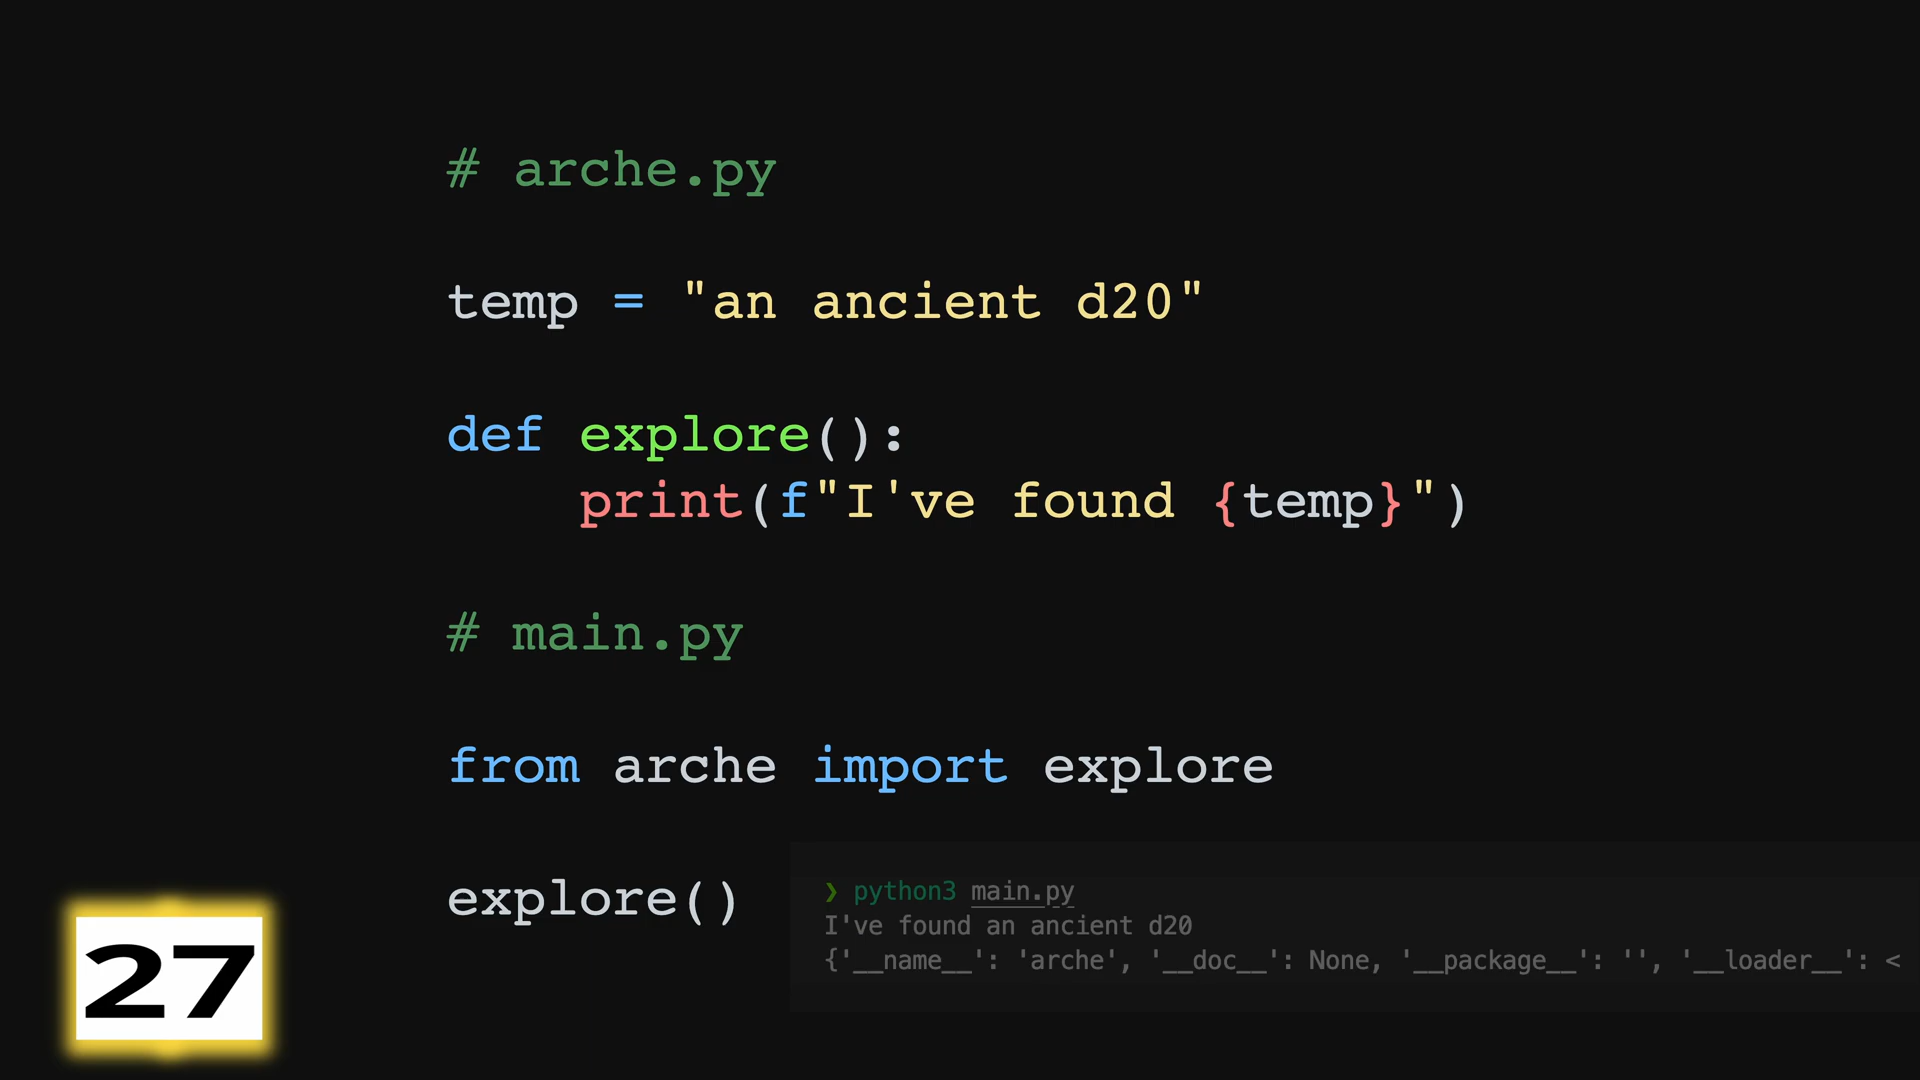 # arche.py
temp = "an ancient d20"
def explore():
    print(f"I've found {temp}")
# main.py
from arche import explore
explore()
❯ python3 main.py
I've found an ancient d20
{'__name__': 'arche', '__doc__': None, '__package__': '', '__loader__': <
27